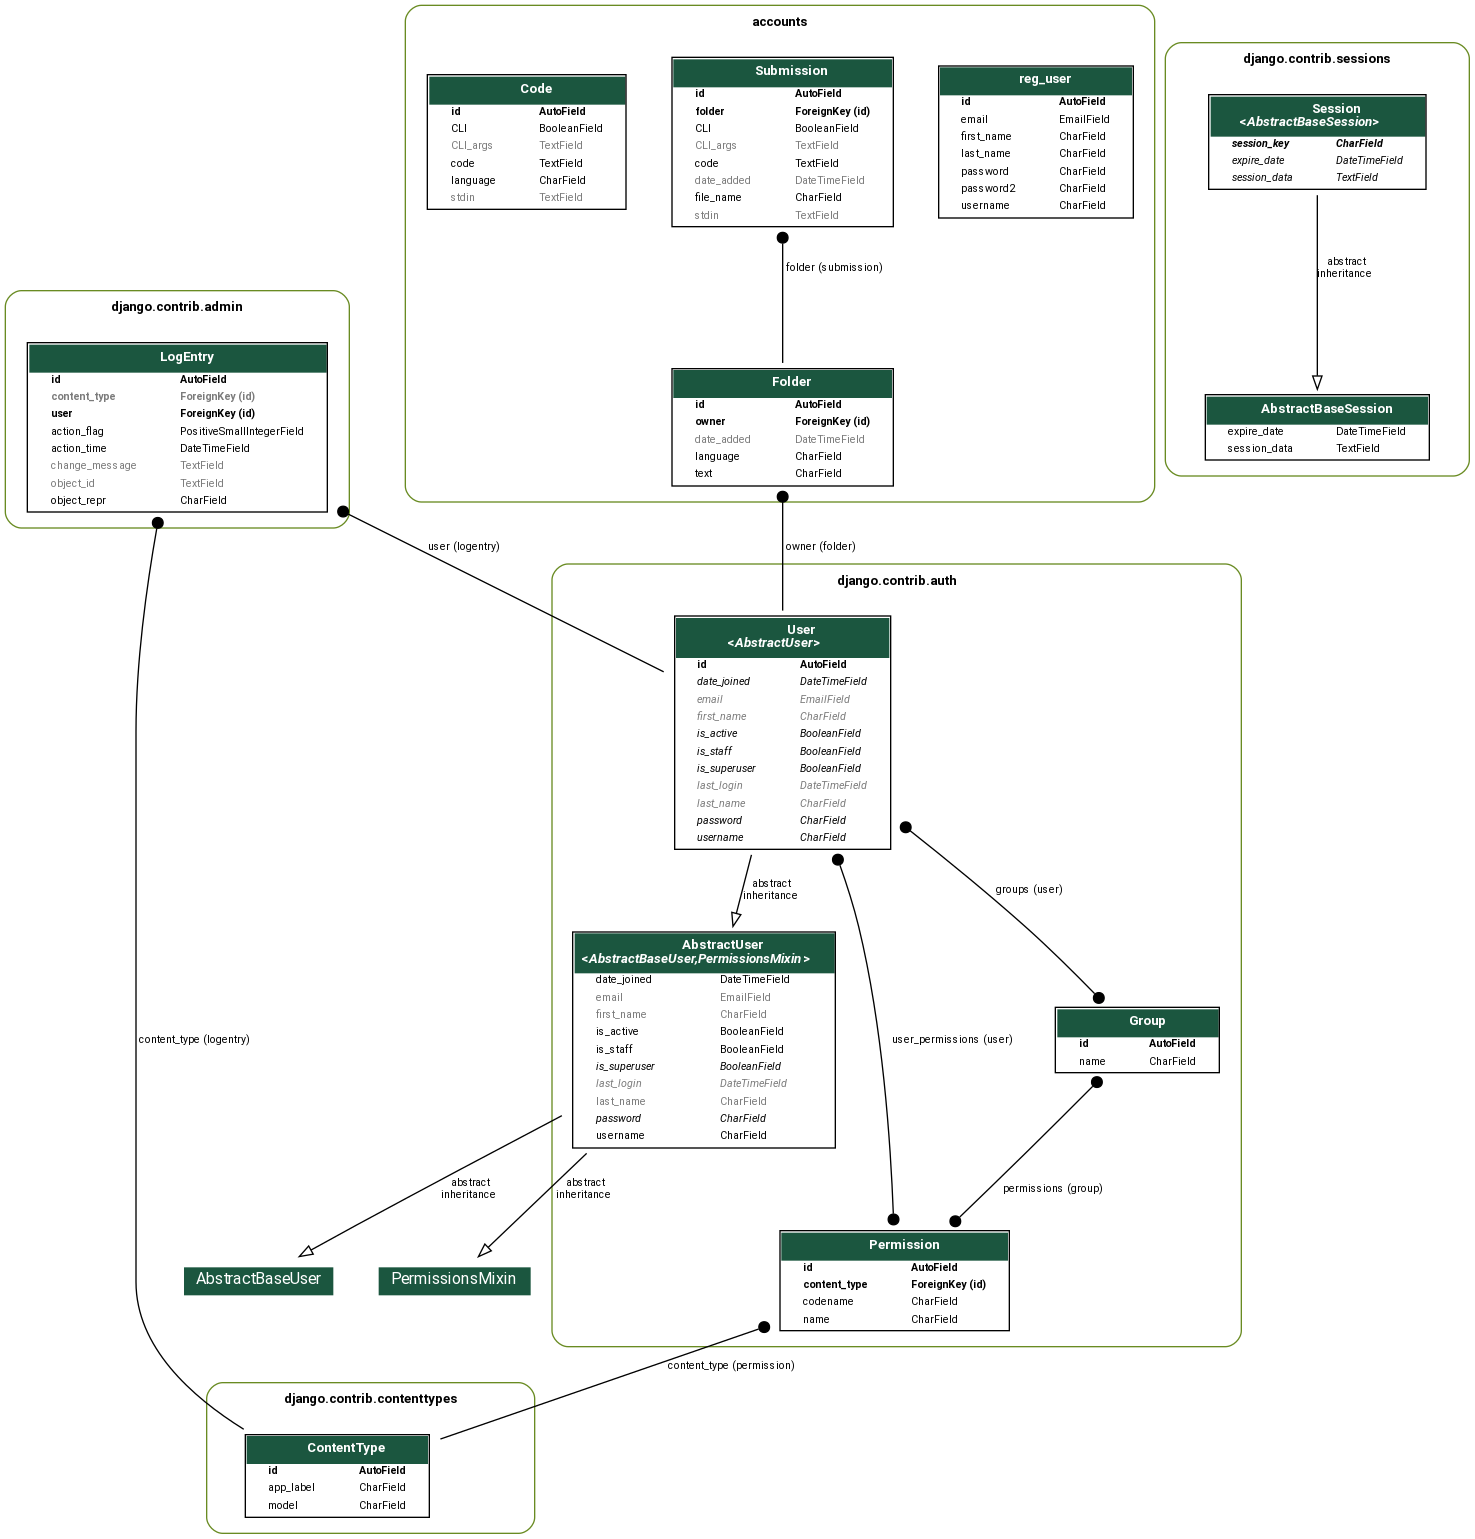 accounts
Code
id AutoField
CLI BooleanField
CLI_args TextField
code TextField
language CharField
stdin TextField
Submission
id AutoField
folder ForeignKey (id)
CLI BooleanField
CLI_args TextField
code TextField
date_added DateTimeField
file_name CharField
stdin TextField
reg_user
id AutoField
email EmailField
first_name CharField
last_name CharField
password CharField
password2 CharField
username CharField
folder (submission)
Folder
id AutoField
owner ForeignKey (id)
date_added DateTimeField
language CharField
text CharField
django.contrib.sessions
Session
<AbstractBaseSession>
session_key CharField
expire_date DateTimeField
session_data TextField
abstract
inheritance
AbstractBaseSession
expire_date DateTimeField
session_data TextField
django.contrib.admin
LogEntry
id AutoField
content_type ForeignKey (id)
user ForeignKey (id)
action_flag PositiveSmallIntegerField
action_time DateTimeField
change_message TextField
object_id TextField
object_repr CharField
user (logentry)
owner (folder)
django.contrib.auth
User
<AbstractUser>
id AutoField
date_joined DateTimeField
email EmailField
first_name CharField
is_active BooleanField
is_staff BooleanField
is_superuser BooleanField
last_login DateTimeField
last_name CharField
password CharField
username CharField
abstract
inheritance
groups (user)
AbstractUser
<AbstractBaseUser,PermissionsMixin>
date_joined DateTimeField
email EmailField
first_name CharField
is_active BooleanField
is_staff BooleanField
is_superuser BooleanField
last_login DateTimeField
last_name CharField
password CharField
username CharField
user_permissions (user)
Group
id AutoField
name CharField
content_type (logentry)
abstract
inheritance
abstract
inheritance
permissions (group)
AbstractBaseUser
PermissionsMixin
Permission
id AutoField
content_type ForeignKey (id)
codename CharField
name CharField
content_type (permission)
django.contrib.contenttypes
ContentType
id AutoField
app_label CharField
model CharField